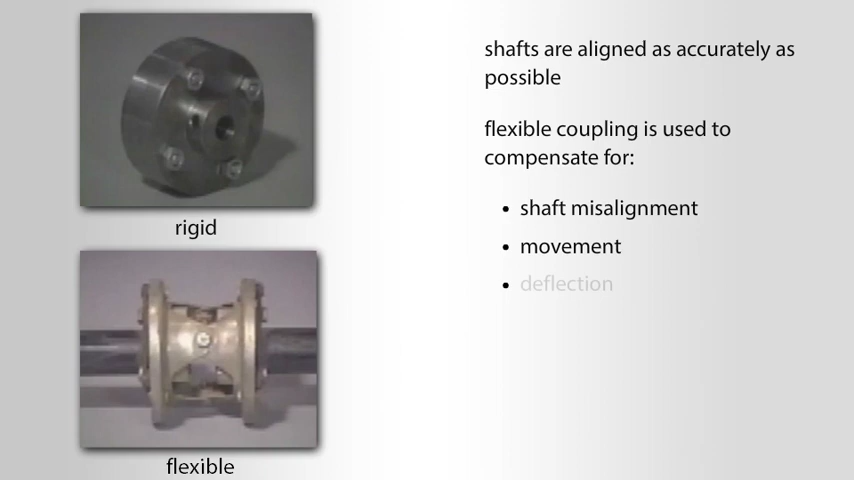 rigid
flexible
shafts are aligned as accurately as
possible
flexible coupling is used to
compensate for:
• shaft misalignment
• movement
• deflection